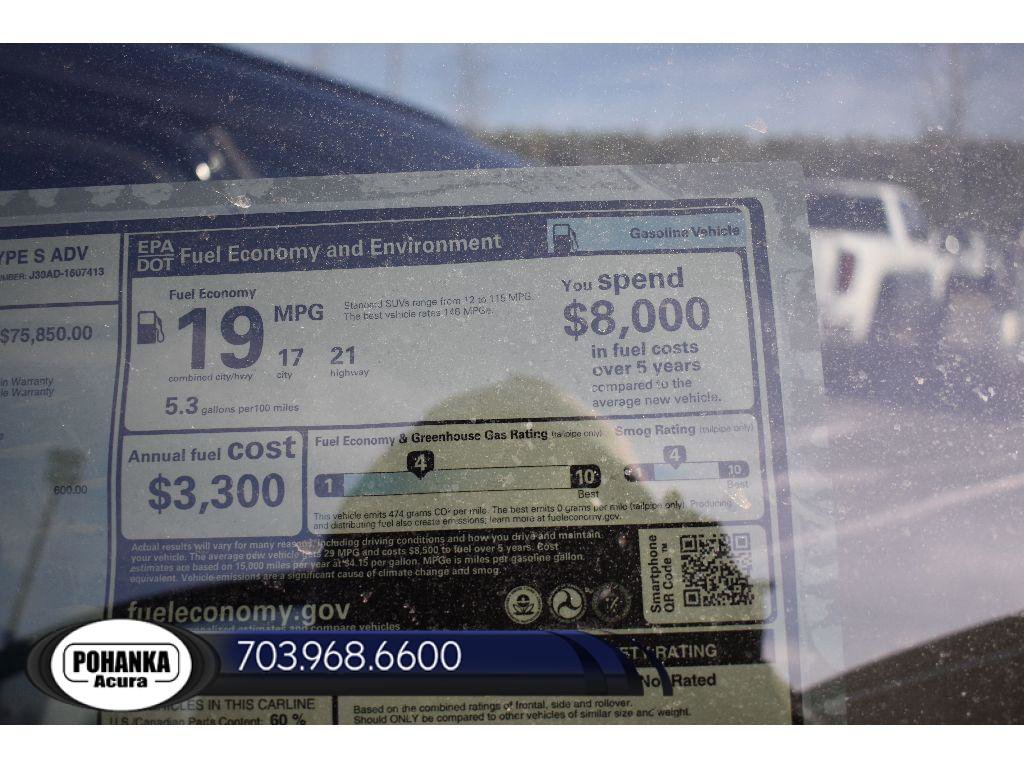 YPE S ADV
MBER: J30AD-1607413
$75,850.00
in Warranty
le Warranty
600.00
EPA
DOT
Fuel Economy and Environment
Gasoline Vehicle
Fuel Economy
19 MPG
combined city/hwy
17
city
21
highway
5.3 gallons per 100 miles
Standard SUVs range from 12 to 115 MPG.
The best vehicle rates 146 MPGe.
You spend
$8,000
in fuel costs
over 5 years
compared to the
average new vehicle.
Annual fuel cost
$3,300
Fuel Economy & Greenhouse Gas Rating (tailpipe only)
4
1
10
Best
Smog Rating (tailpipe only)
4
1
10
Best
This vehicle emits 474 grams CO² per mile. The best emits 0 grams per mile (tailpipe only). Producing
and distributing fuel also create emissions; learn more at fueleconomy.gov.
Actual results will vary for many reasons, including driving conditions and how you drive and maintain
your vehicle. The average new vehicle gets 29 MPG and costs $8,500 to fuel over 5 years. Cost
estimates are based on 15,000 miles per year at $4.15 per gallon. MPGe is miles per gasoline gallon
equivalent. Vehicle emissions are a significant cause of climate change and smog.
fueleconomy.gov
estimates and compare vehicles
Smartphone
QR Code™
POHANKA
Acura
703.968.6600
RATING
Not Rated
CLES IN THIS CARLINE
U.S./Canadian Parts Content: 60 %
Based on the combined ratings of frontal, side and rollover.
Should ONLY be compared to other vehicles of similar size and weight.